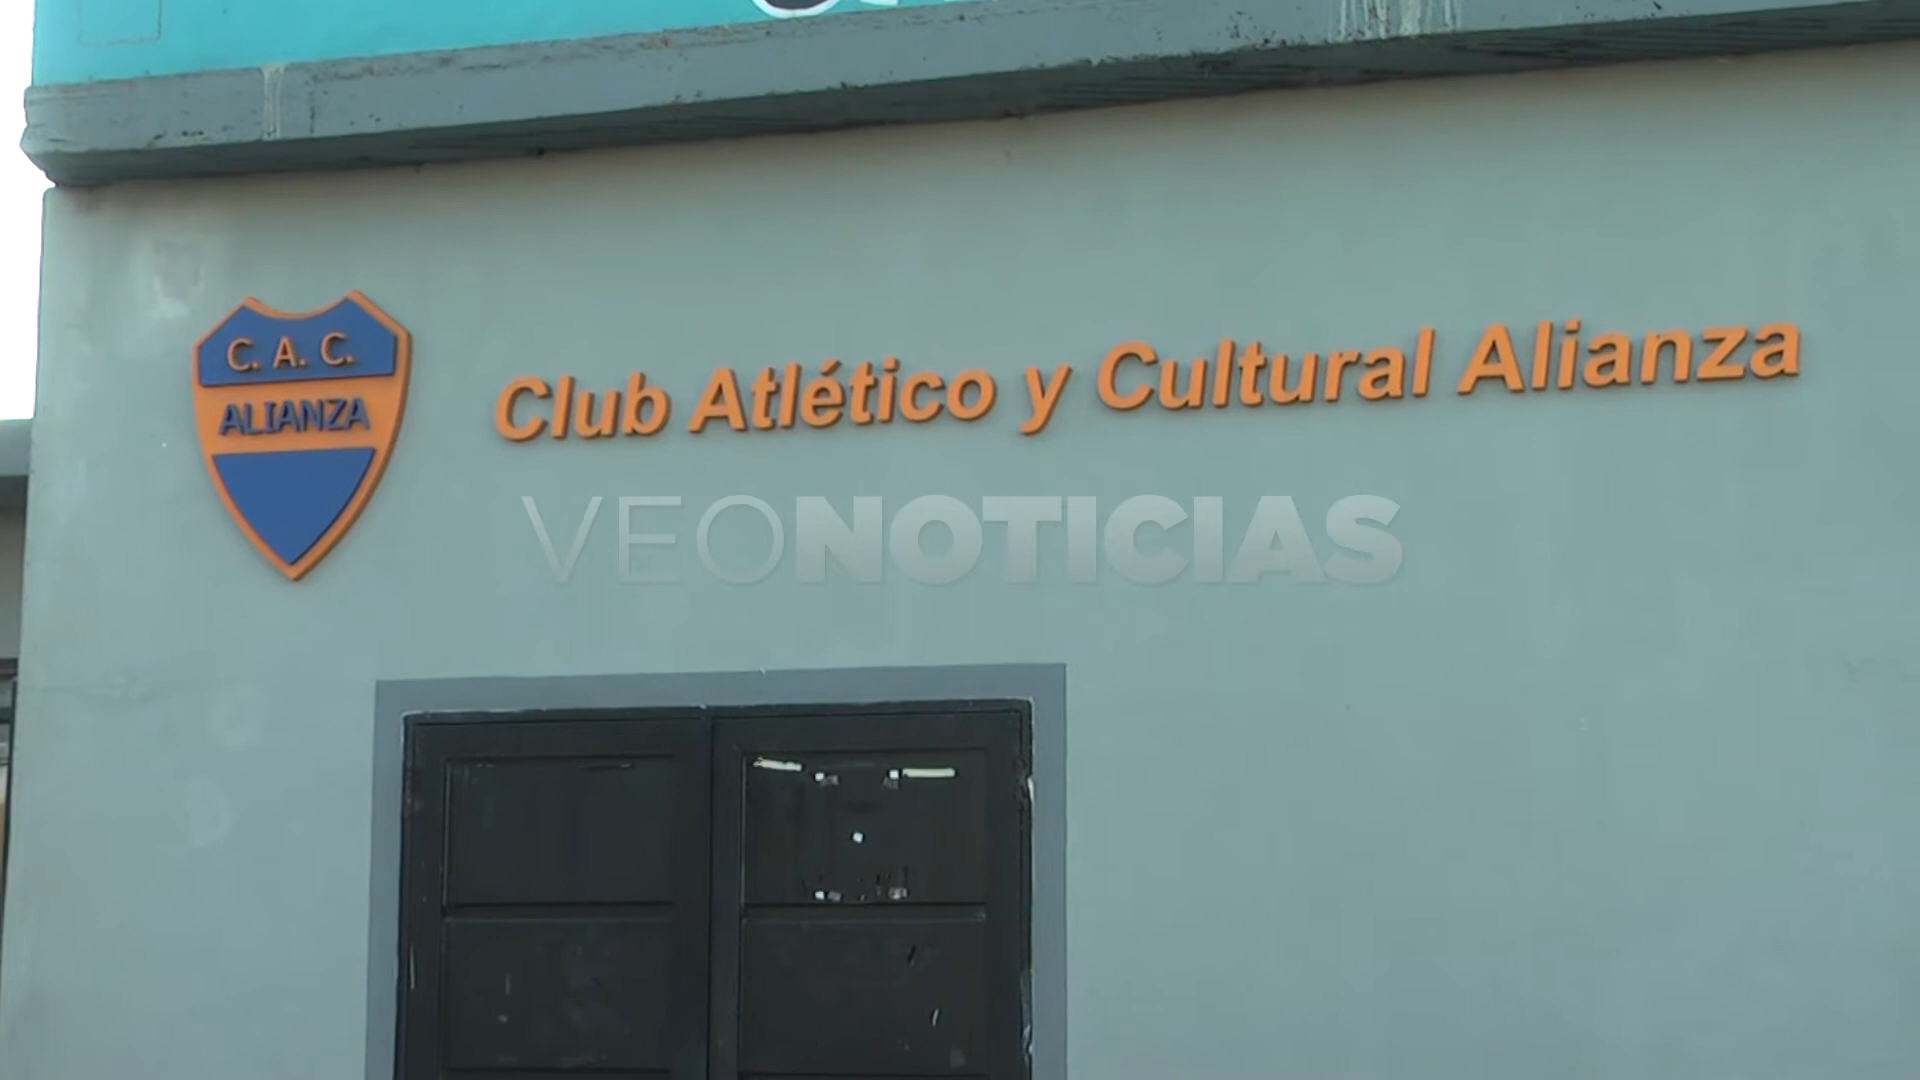 C. A. C.
ALIANZA
Club Atlético y Cultural Alianza
VEONOTICIAS